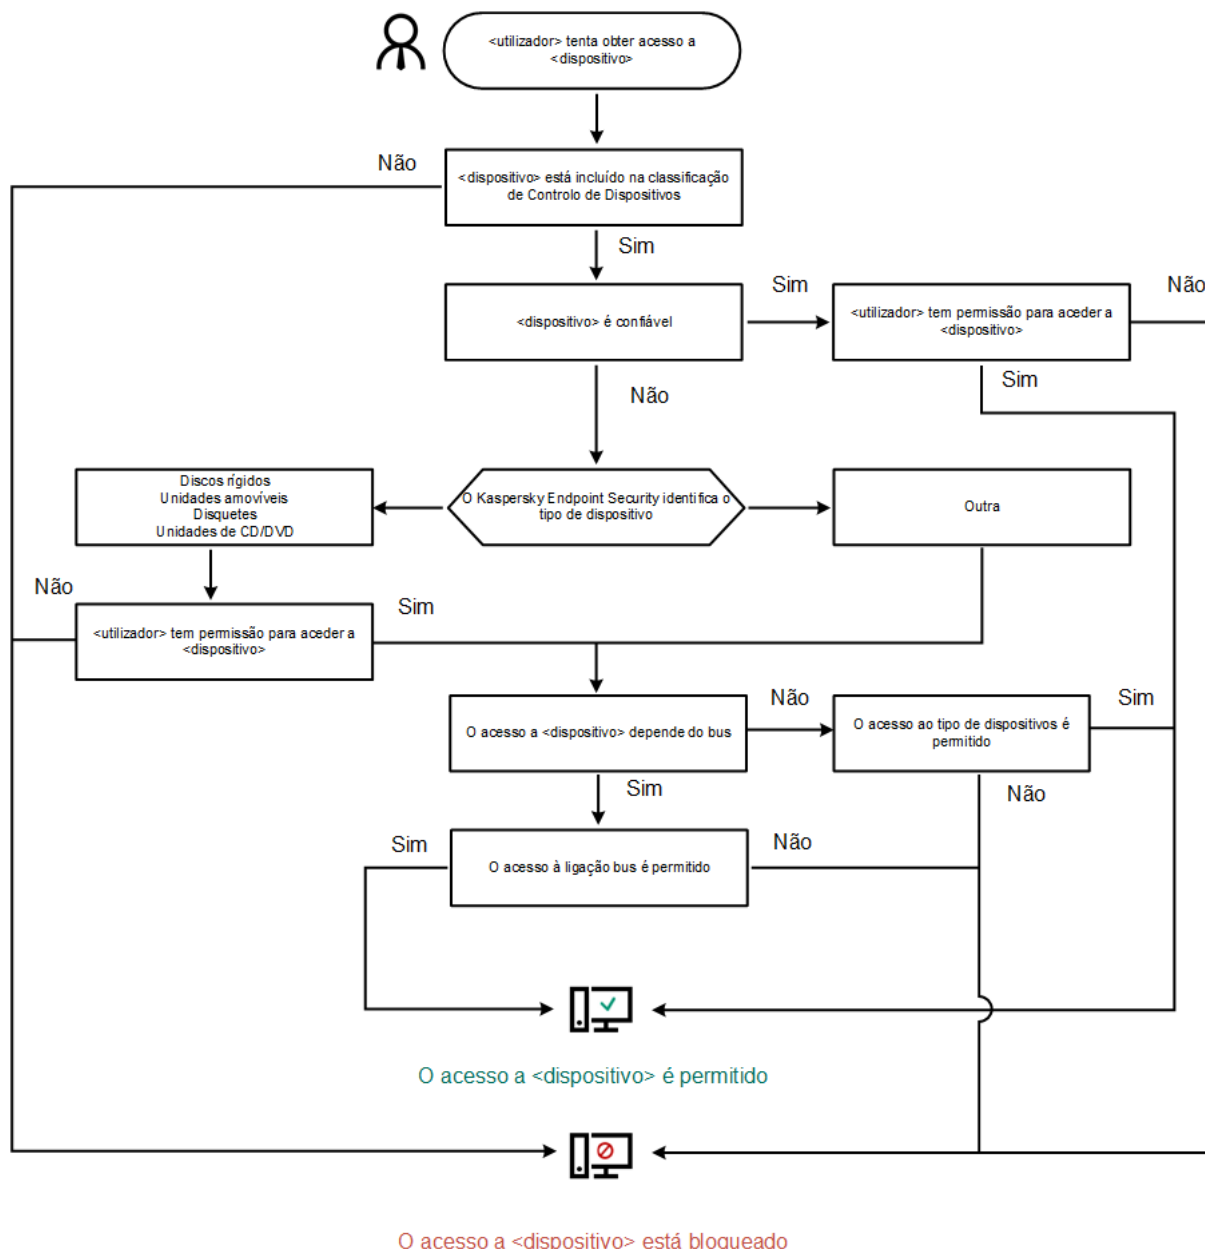 <utilizador> tenta obter acesso a
<dispositivo>
Não
<dispositivo> está incluído na classificação
de Controlo de Dispositivos
Sim
<dispositivo> é confiável
Sim
<utilizador> tem permissão para aceder a
<dispositivo>
Não
Sim
Não
Discos rígidos
Unidades amovíveis
Disquetes
Unidades de CD/DVD
O Kaspersky Endpoint Security identifica o
tipo de dispositivo
Outra
Não
<utilizador> tem permissão para aceder a
<dispositivo>
Sim
O acesso a <dispositivo> depende do bus
Não
O acesso ao tipo de dispositivos é
permitido
Sim
Sim
Não
Sim
O acesso à ligação bus é permitido
Não
O acesso a <dispositivo> é permitido
O acesso a <dispositivo> está bloqueado